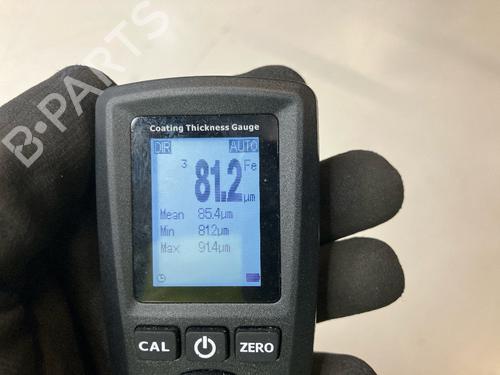 B-PARTS
Coating Thickness Gauge
DIR AUTO
3 81.2 Fe
µm
Mean 85.4µm
Min 81.2µm
Max 91.4µm
CAL ZERO